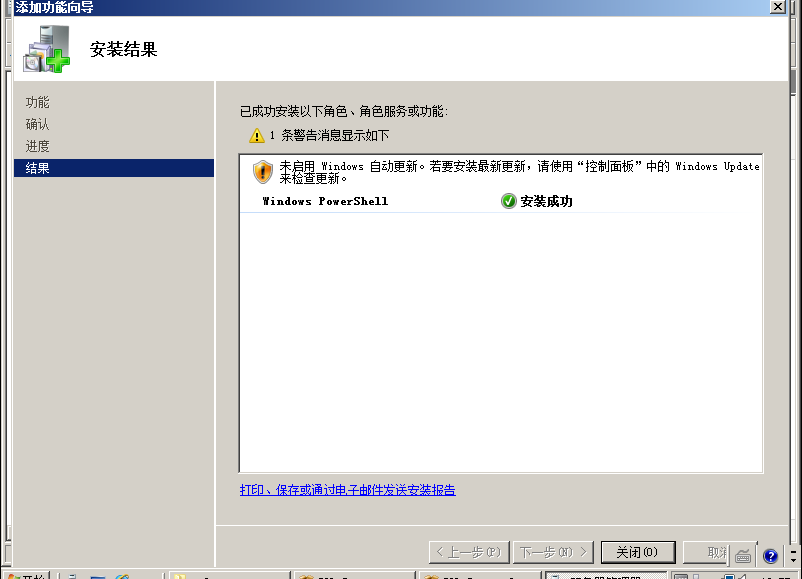 添加功能向导
安装结果
功能
确认
进度
结果
已成功安装以下角色、角色服务或功能:
1 条警告消息显示如下
未启用 Windows 自动更新。若要安装最新更新，请使用“控制面板”中的 Windows Update
来检查更新。
Windows PowerShell
安装成功
打印、保存或通过电子邮件发送安装报告
< 上一步(P)
下一步(N) >
关闭(O)
取消
开始